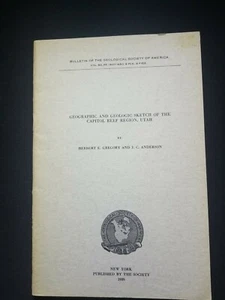 BULLETIN OF THE GEOLOGICAL SOCIETY OF AMERICA
GEOGRAPHIC AND GEOLOGIC SKETCH OF THE
CAPITOL REEF REGION, UTAH
BY
HERBERT E. GREGORY AND J. C. ANDERSON
NEW YORK
PUBLISHED BY THE SOCIETY
1939